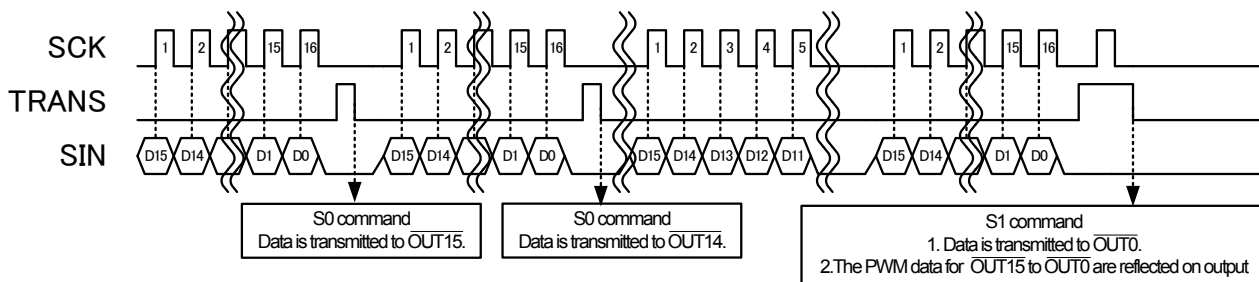 SCK 1 2 15 16 1 2 15 16 1 2 3 4 5 1 2 15 16
TRANS
SIN D15 D14 D1 D0 D15 D14 D1 D0 D15 D14 D13 D12 D11 D15 D14 D1 D0
S0 command
Data is transmitted to OUT15.
S0 command
Data is transmitted to OUT14.
S1 command
1. Data is transmitted to OUT0.
2.The PWM data for OUT15 to OUT0 are reflected on output